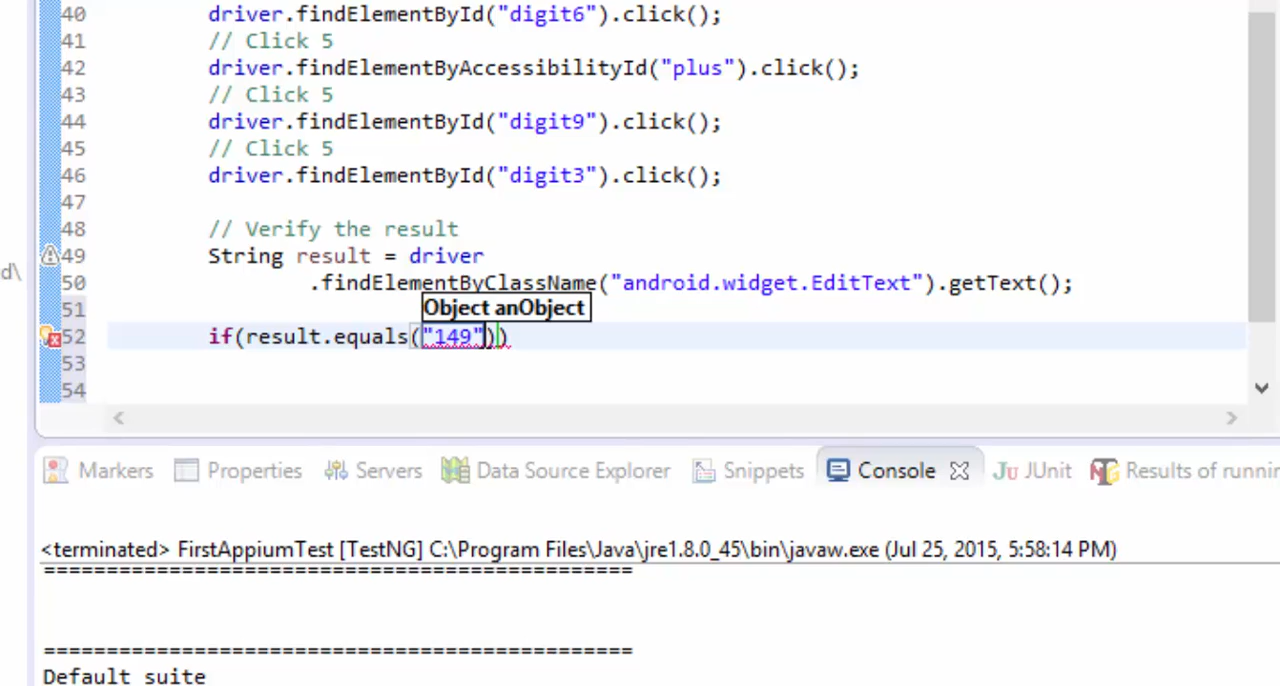 40 driver.findElementById("digit6").click();
41 // Click 5
42 driver.findElementByAccessibilityId("plus").click();
43 // Click 5
44 driver.findElementById("digit9").click();
45 // Click 5
46 driver.findElementById("digit3").click();
47
48 // Verify the result
49 String result = driver
d\
50 .findElementByClassName("android.widget.EditText").getText();
51 Object anObject
52 if(result.equals("149"))
53
54
Markers Properties Servers Data Source Explorer Snippets Console JU JUnit Results of runnin
<terminated> FirstAppiumTest [TestNG] C:\Program Files\Java\jre1.8.0_45\bin\javaw.exe (Jul 25, 2015, 5:58:14 PM)
===============================================
===============================================
Default suite